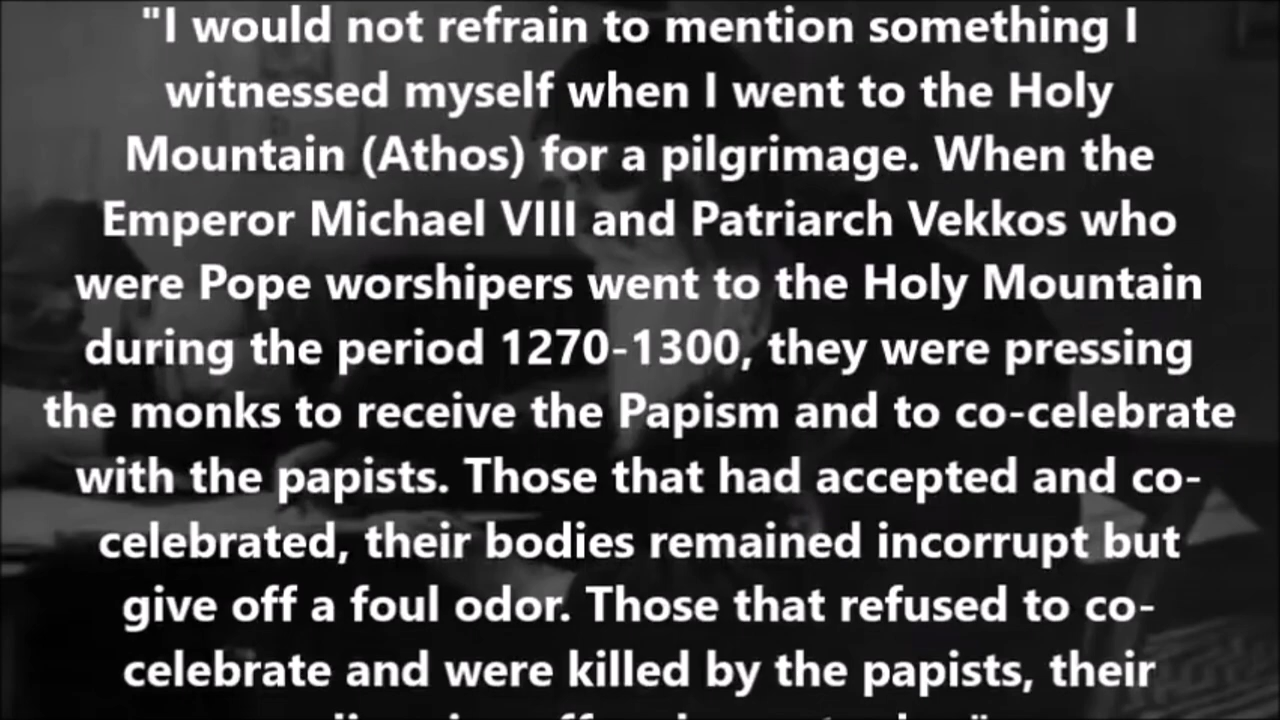 "I would not refrain to mention something I
witnessed myself when I went to the Holy
Mountain (Athos) for a pilgrimage. When the
Emperor Michael VIII and Patriarch Vekkos who
were Pope worshipers went to the Holy Mountain
during the period 1270-1300, they were pressing
the monks to receive the Papism and to co-celebrate
with the papists. Those that had accepted and co-
celebrated, their bodies remained incorrupt but
give off a foul odor. Those that refused to co-
celebrate and were killed by the papists, their